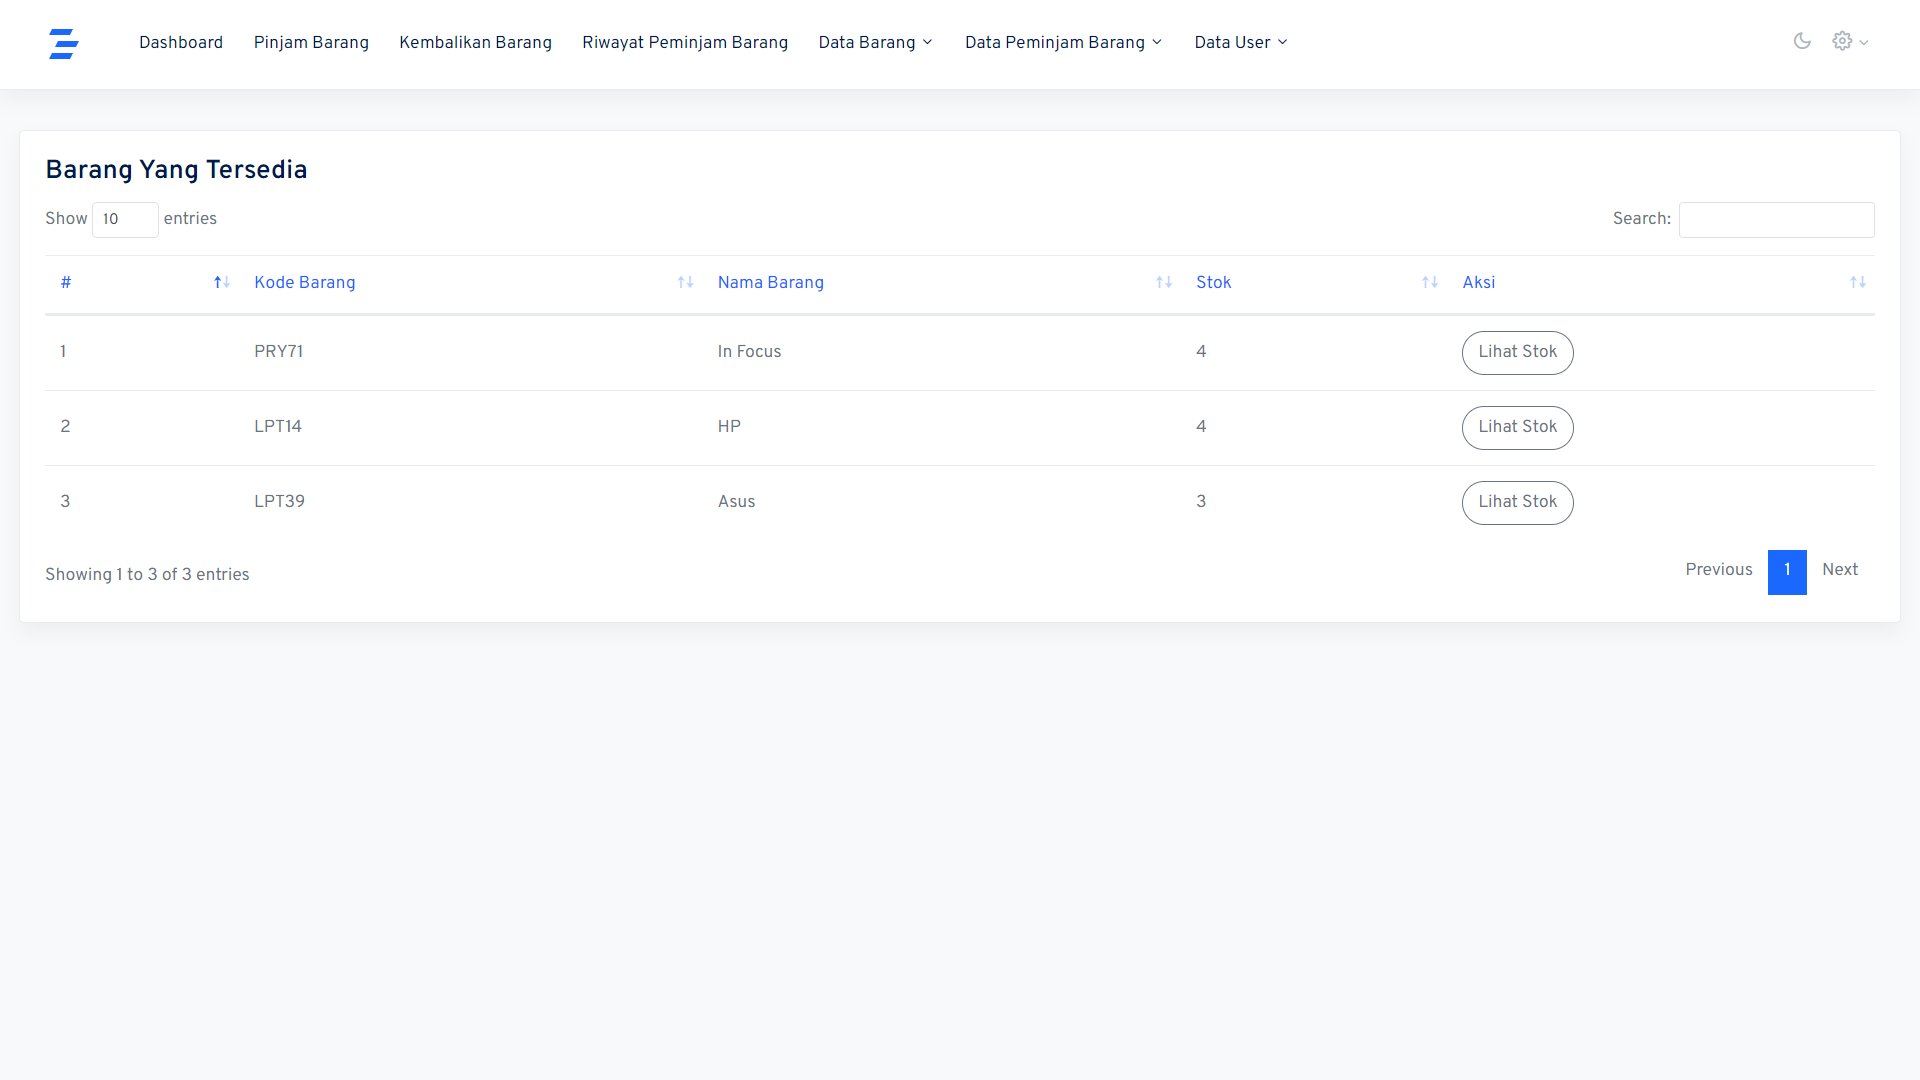 Dashboard Pinjam Barang Kembalikan Barang Riwayat Peminjam Barang Data Barang Data Peminjam Barang Data User
Barang Yang Tersedia
Show 10 entries Search:
# Kode Barang Nama Barang Stok Aksi
1 PRY71 In Focus 4 Lihat Stok
2 LPT14 HP 4 Lihat Stok
3 LPT39 Asus 3 Lihat Stok
Showing 1 to 3 of 3 entries Previous 1 Next